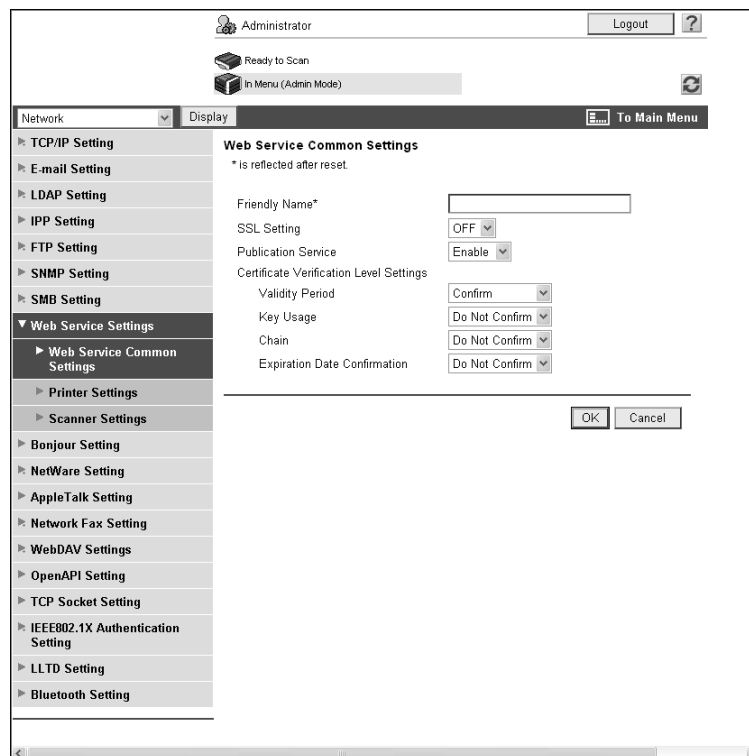 Administrator
Logout
?
Ready to Scan
In Menu (Admin Mode)
Network
Display
To Main Menu
TCP/IP Setting
E-mail Setting
LDAP Setting
IPP Setting
FTP Setting
SNMP Setting
SMB Setting
Web Service Settings
Web Service Common
Settings
Printer Settings
Scanner Settings
Bonjour Setting
NetWare Setting
AppleTalk Setting
Network Fax Setting
WebDAV Settings
OpenAPI Setting
TCP Socket Setting
IEEE802.1X Authentication
Setting
LLTD Setting
Bluetooth Setting
Web Service Common Settings
* is reflected after reset.
Friendly Name*
SSL Setting OFF
Publication Service Enable
Certificate Verification Level Settings
Validity Period Confirm
Key Usage Do Not Confirm
Chain Do Not Confirm
Expiration Date Confirmation Do Not Confirm
OK Cancel